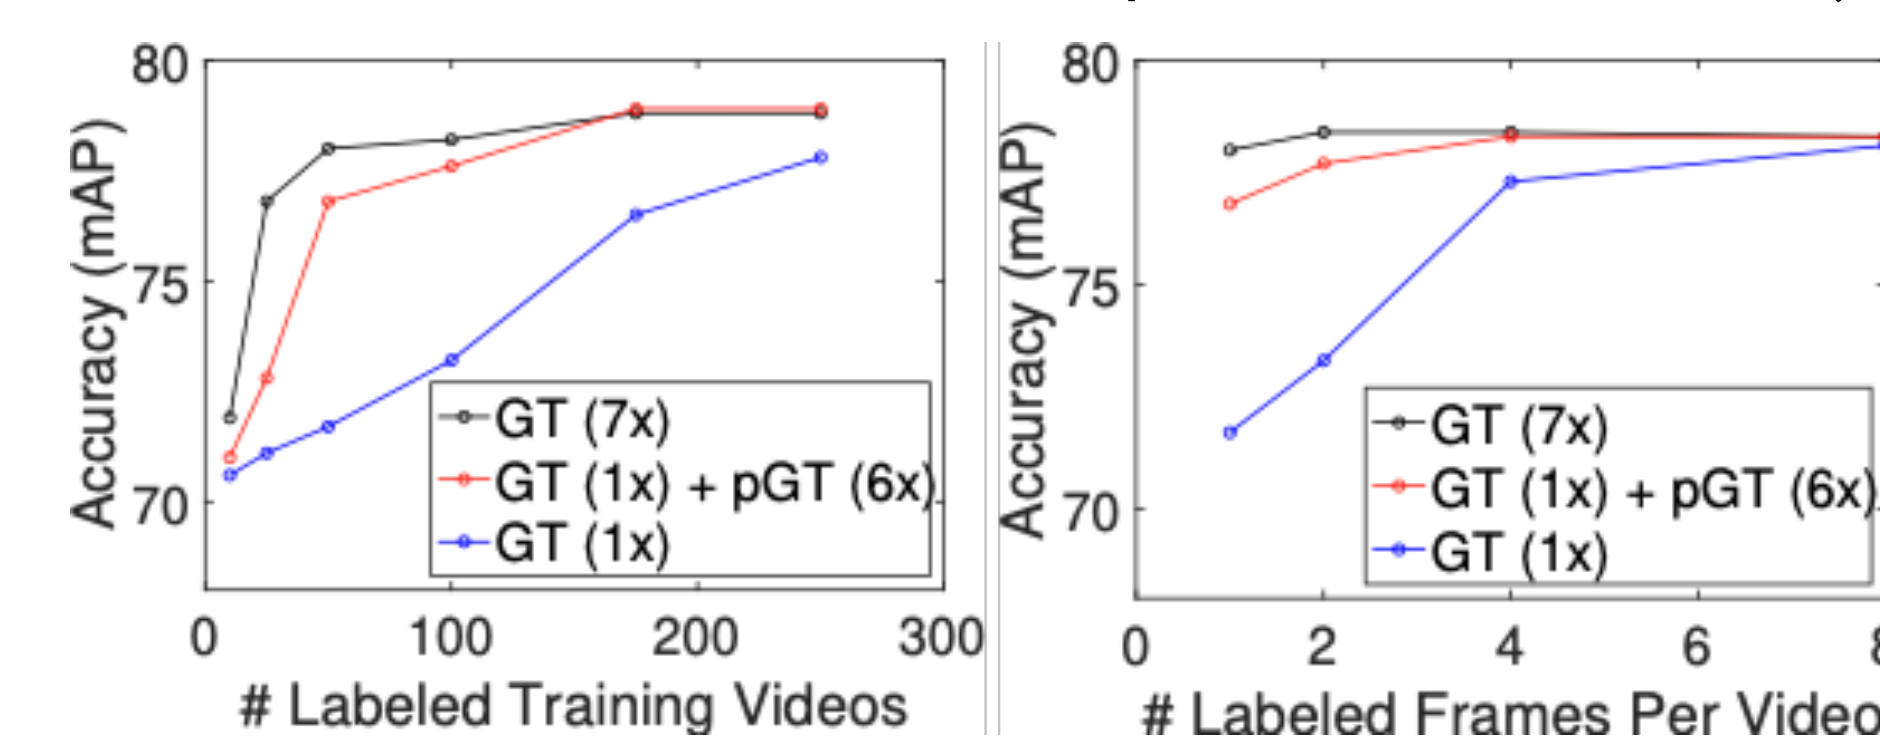 80
75
70
Accuracy (mAP)
GT (7x)
GT (1x) + pGT (6x)
GT (1x)
0 100 200 300
# Labeled Training Videos
80
75
70
Accuracy (mAP)
GT (7x)
GT (1x) + pGT (6x)
GT (1x)
0 2 4 6 8
# Labeled Frames Per Video